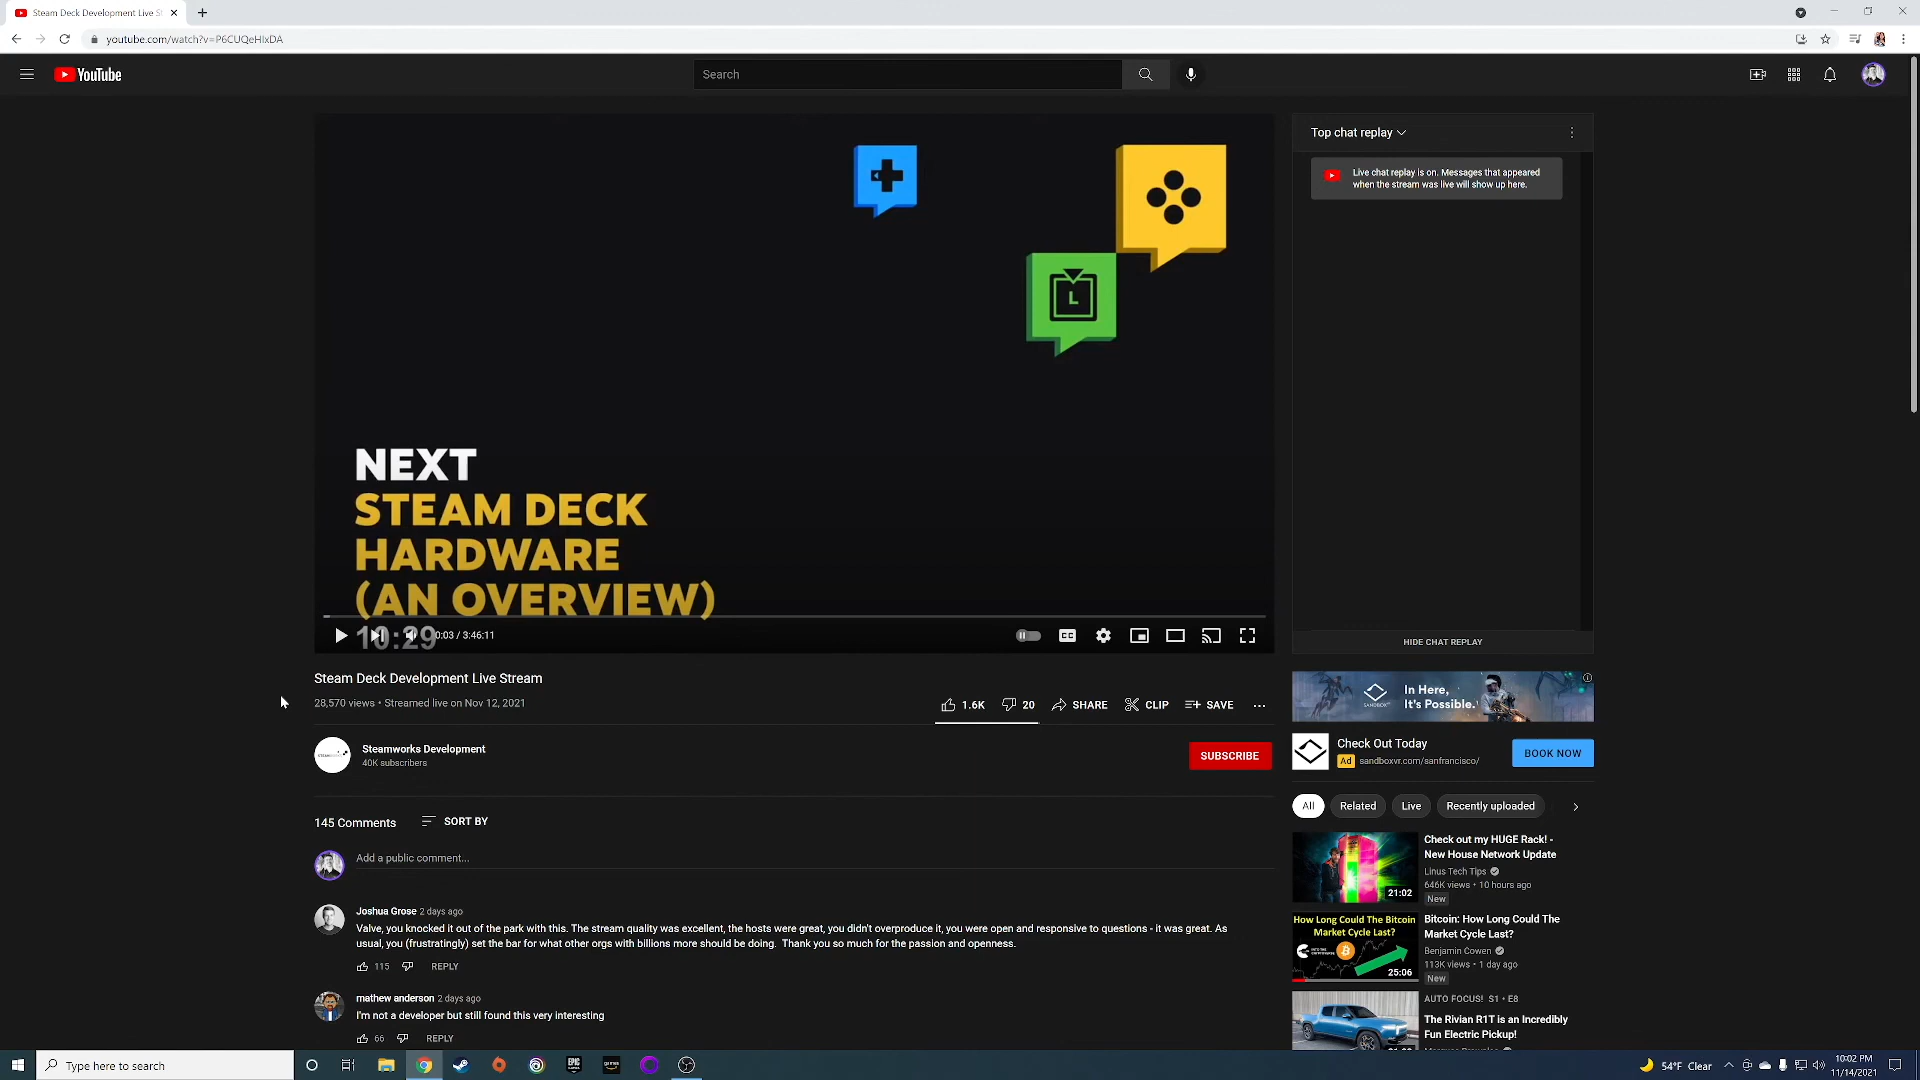 Steam Deck Development Live St
youtube.com/watch?v=P6CUQeHIxDA
YouTube
Search
Top chat replay
Live chat replay is on. Messages that appeared
when the stream was live will show up here.
L
NEXT
STEAM DECK
HARDWARE
(AN OVERVIEW)
10:29
0:03 / 3:46:11
CC
HIDE CHAT REPLAY
Steam Deck Development Live Stream
28,570 views • Streamed live on Nov 12, 2021
1.6K
20
SHARE
CLIP
SAVE
Steamworks Development
40K subscribers
SUBSCRIBE
145 Comments
SORT BY
Add a public comment...
Joshua Grose 2 days ago
Valve, you knocked it out of the park with this. The stream quality was excellent, the hosts were great, you didn't overproduce it, you were open and responsive to questions - it was great. As
usual, you (frustratingly) set the bar for what other orgs with billions more should be doing. Thank you so much for the passion and openness.
115
REPLY
mathew anderson 2 days ago
I'm not a developer but still found this very interesting
66
REPLY
SANDBOX
In Here,
It's Possible.
Check Out Today
Ad sandboxvr.com/sanfrancisco/
BOOK NOW
All
Related
Live
Recently uploaded
21:02
Check out my HUGE Rack! -
New House Network Update
Linus Tech Tips
646K views • 10 hours ago
New
How Long Could The Bitcoin
Market Cycle Last?
25:06
Bitcoin: How Long Could The
Market Cycle Last?
Benjamin Cowen
113K views • 1 day ago
New
AUTO FOCUS! S1 • E8
The Rivian R1T is an Incredibly
Fun Electric Pickup!
Type here to search
EPIC
54°F Clear
10:02 PM
11/14/2021